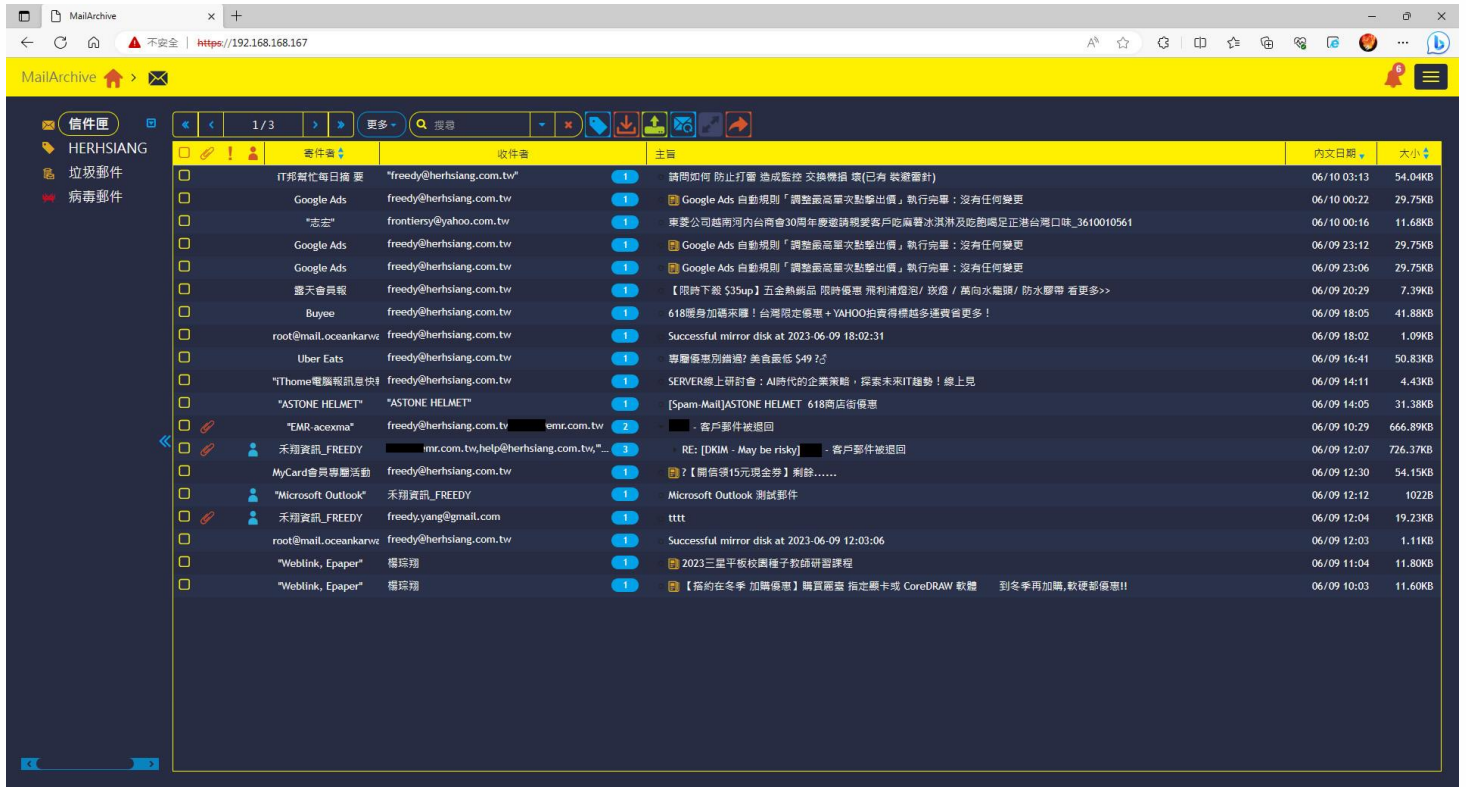 MailArchive
不安全 https://192.168.168.167
MailArchive > 6
信件匣 1/3 更多 搜尋
HERHSIANG
垃圾郵件
病毒郵件
寄件者 收件者 主旨 內文日期 大小
iT邦幫忙每日摘 要 "freedy@herhsiang.com.tw" 1 請問如何 防止打雷 造成監控 交換機損 壞(已有 裝避雷針) 06/10 03:13 54.04KB
Google Ads freedy@herhsiang.com.tw 1 Google Ads 自動規則「調整最高單次點擊出價」執行完畢：沒有任何變更 06/10 00:22 29.75KB
"志宏" frontiersy@yahoo.com.tw 1 東菱公司越南河內台商會30周年慶邀請親愛客戶吃麻薯冰淇淋及吃飽喝足正港台灣口味_3610010561 06/10 00:16 11.68KB
Google Ads freedy@herhsiang.com.tw 1 Google Ads 自動規則「調整最高單次點擊出價」執行完畢：沒有任何變更 06/09 23:12 29.75KB
Google Ads freedy@herhsiang.com.tw 1 Google Ads 自動規則「調整最高單次點擊出價」執行完畢：沒有任何變更 06/09 23:06 29.75KB
露天會員報 freedy@herhsiang.com.tw 1 【限時下殺 $35up】五金熱銷品 限時優惠 飛利浦燈泡/ 崁燈 / 萬向水龍頭/ 防水膠帶 看更多>> 06/09 20:29 7.39KB
Buyee freedy@herhsiang.com.tw 1 618暖身加碼來囉！台灣限定優惠+YAHOO拍賣得標越多運費省更多！ 06/09 18:05 41.88KB
root@mail.oceankarwa freedy@herhsiang.com.tw 1 Successful mirror disk at 2023-06-09 18:02:31 06/09 18:02 1.09KB
Uber Eats freedy@herhsiang.com.tw 1 專屬優惠別錯過? 美食最低 $49 ?♂ 06/09 16:41 50.83KB
"iThome電腦報訊息快 freedy@herhsiang.com.tw 1 SERVER線上研討會：AI時代的企業策略，探索未來IT趨勢！線上見 06/09 14:11 4.43KB
"ASTONE HELMET" "ASTONE HELMET" 1 [Spam-Mail]ASTONE HELMET 618商店街優惠 06/09 14:05 31.38KB
"EMR-acexma" freedy@herhsiang.com.tw emr.com.tw 2 - 客戶郵件被退回 06/09 10:29 666.89KB
禾翔資訊_FREEDY emr.com.tw,help@herhsiang.com.tw,"'... 3 RE: [DKIM - May be risky] - 客戶郵件被退回 06/09 12:07 726.37KB
MyCard會員專屬活動 freedy@herhsiang.com.tw 1 ?【開信領15元現金券】剩餘…… 06/09 12:30 54.15KB
"Microsoft Outlook" 禾翔資訊_FREEDY 1 Microsoft Outlook 測試郵件 06/09 12:12 1022B
禾翔資訊_FREEDY freedy.yang@gmail.com 1 tttt 06/09 12:04 19.23KB
root@mail.oceankarwa freedy@herhsiang.com.tw 1 Successful mirror disk at 2023-06-09 12:03:06 06/09 12:03 1.11KB
"Weblink, Epaper" 楊琮翔 1 2023三星平板校園種子教師研習課程 06/09 11:04 11.80KB
"Weblink, Epaper" 楊琮翔 1 【搭約在冬季 加購優惠】購買麗臺 指定顯卡或 CoreDRAW 軟體 到冬季再加購,軟硬都優惠!! 06/09 10:03 11.60KB